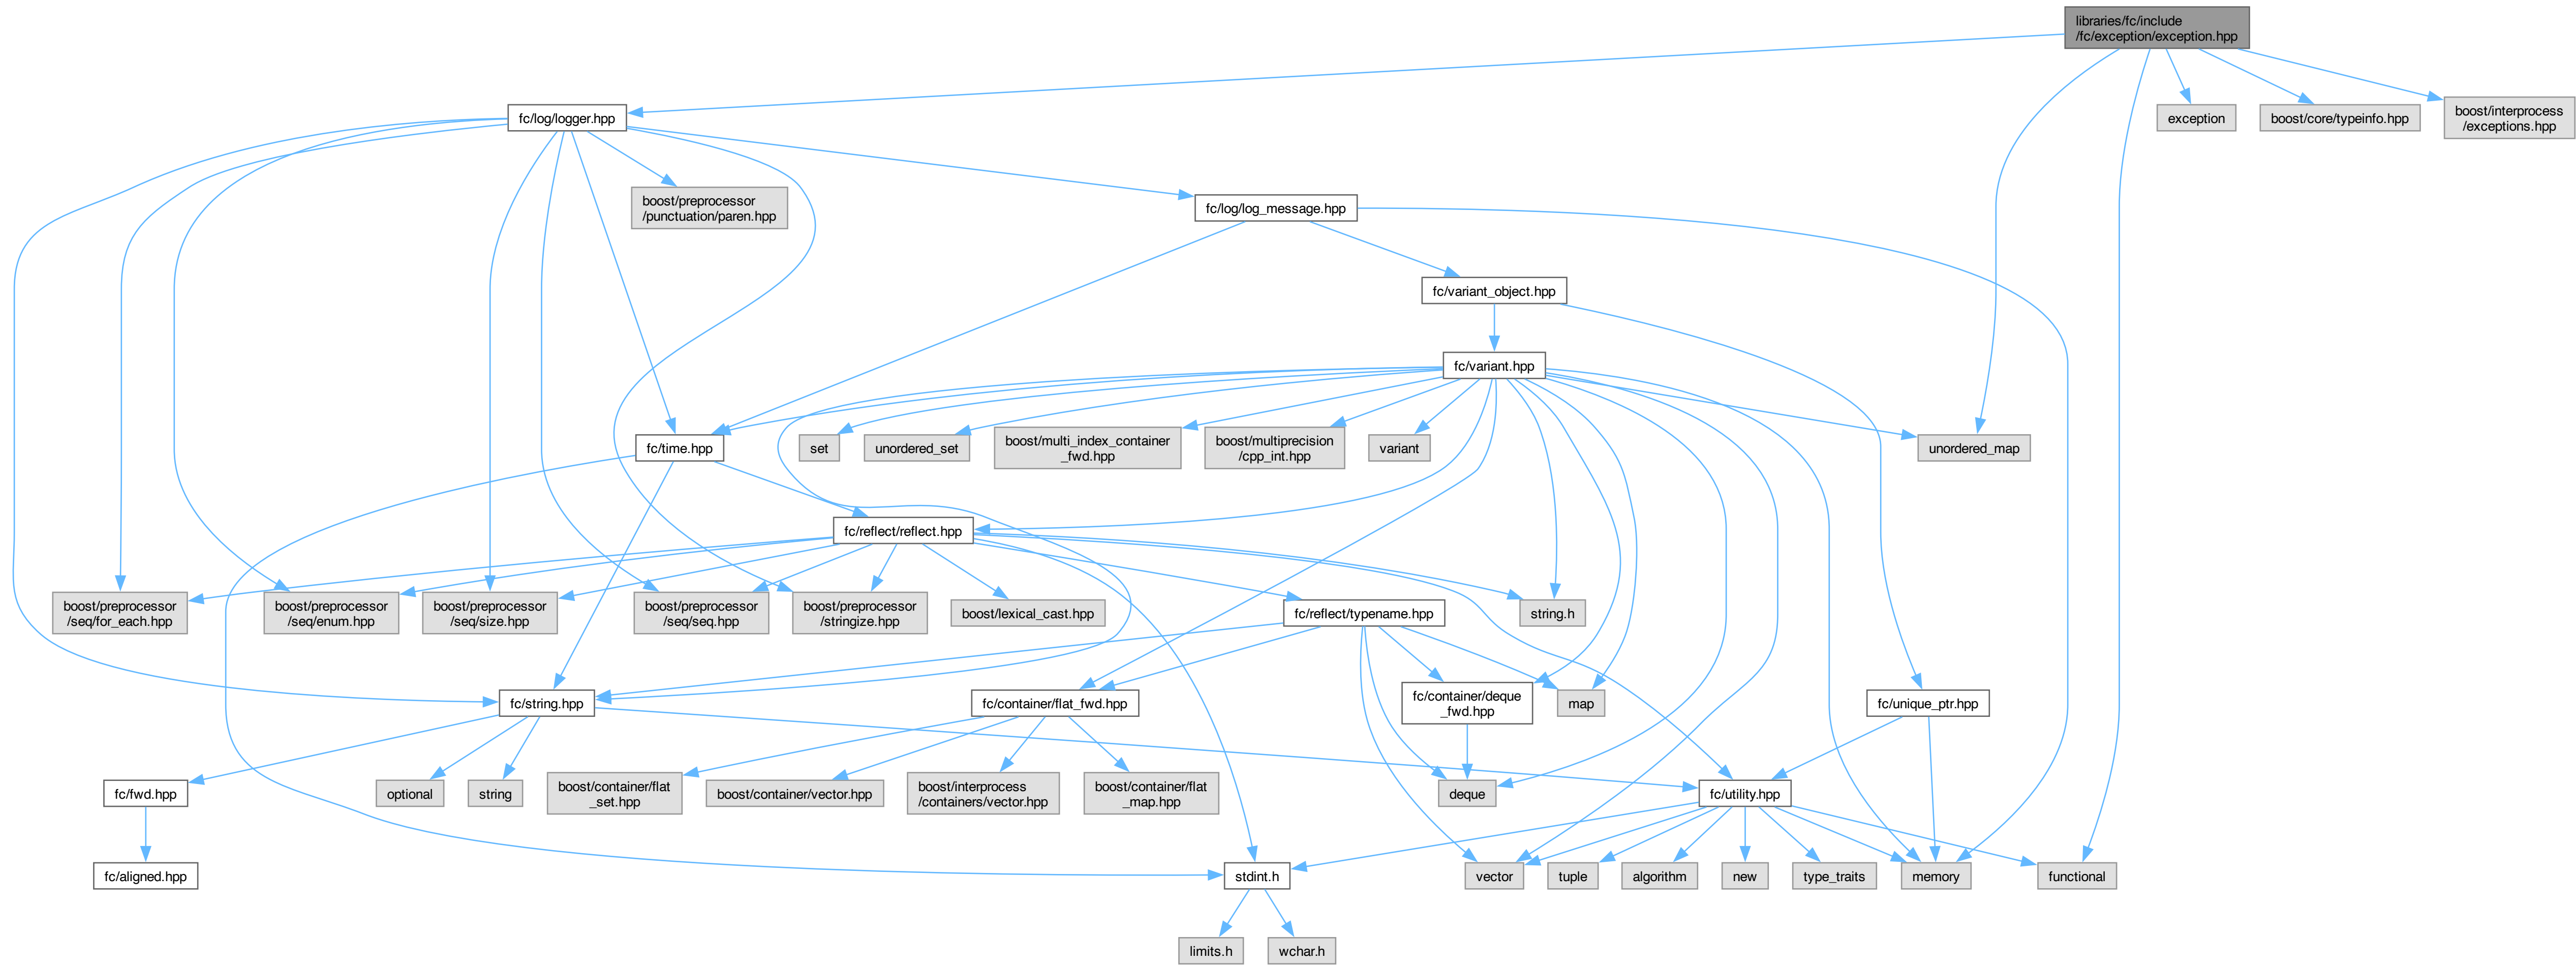 libraries/fc/include
/fc/exception/exception.hpp
fc/log/logger.hpp
exception
boost/core/typeinfo.hpp
boost/interprocess
/exceptions.hpp
boost/preprocessor
/punctuation/paren.hpp
fc/log/log_message.hpp
fc/variant_object.hpp
fc/variant.hpp
fc/time.hpp
set
unordered_set
boost/multi_index_container
_fwd.hpp
boost/multiprecision
/cpp_int.hpp
variant
unordered_map
fc/reflect/reflect.hpp
boost/preprocessor
/seq/for_each.hpp
boost/preprocessor
/seq/enum.hpp
boost/preprocessor
/seq/size.hpp
boost/preprocessor
/seq/seq.hpp
boost/preprocessor
/stringize.hpp
boost/lexical_cast.hpp
fc/reflect/typename.hpp
string.h
fc/string.hpp
fc/container/flat_fwd.hpp
fc/container/deque
_fwd.hpp
map
fc/unique_ptr.hpp
fc/fwd.hpp
optional
string
boost/container/flat
_set.hpp
boost/container/vector.hpp
boost/interprocess
/containers/vector.hpp
boost/container/flat
_map.hpp
deque
fc/utility.hpp
fc/aligned.hpp
stdint.h
vector
tuple
algorithm
new
type_traits
memory
functional
limits.h
wchar.h